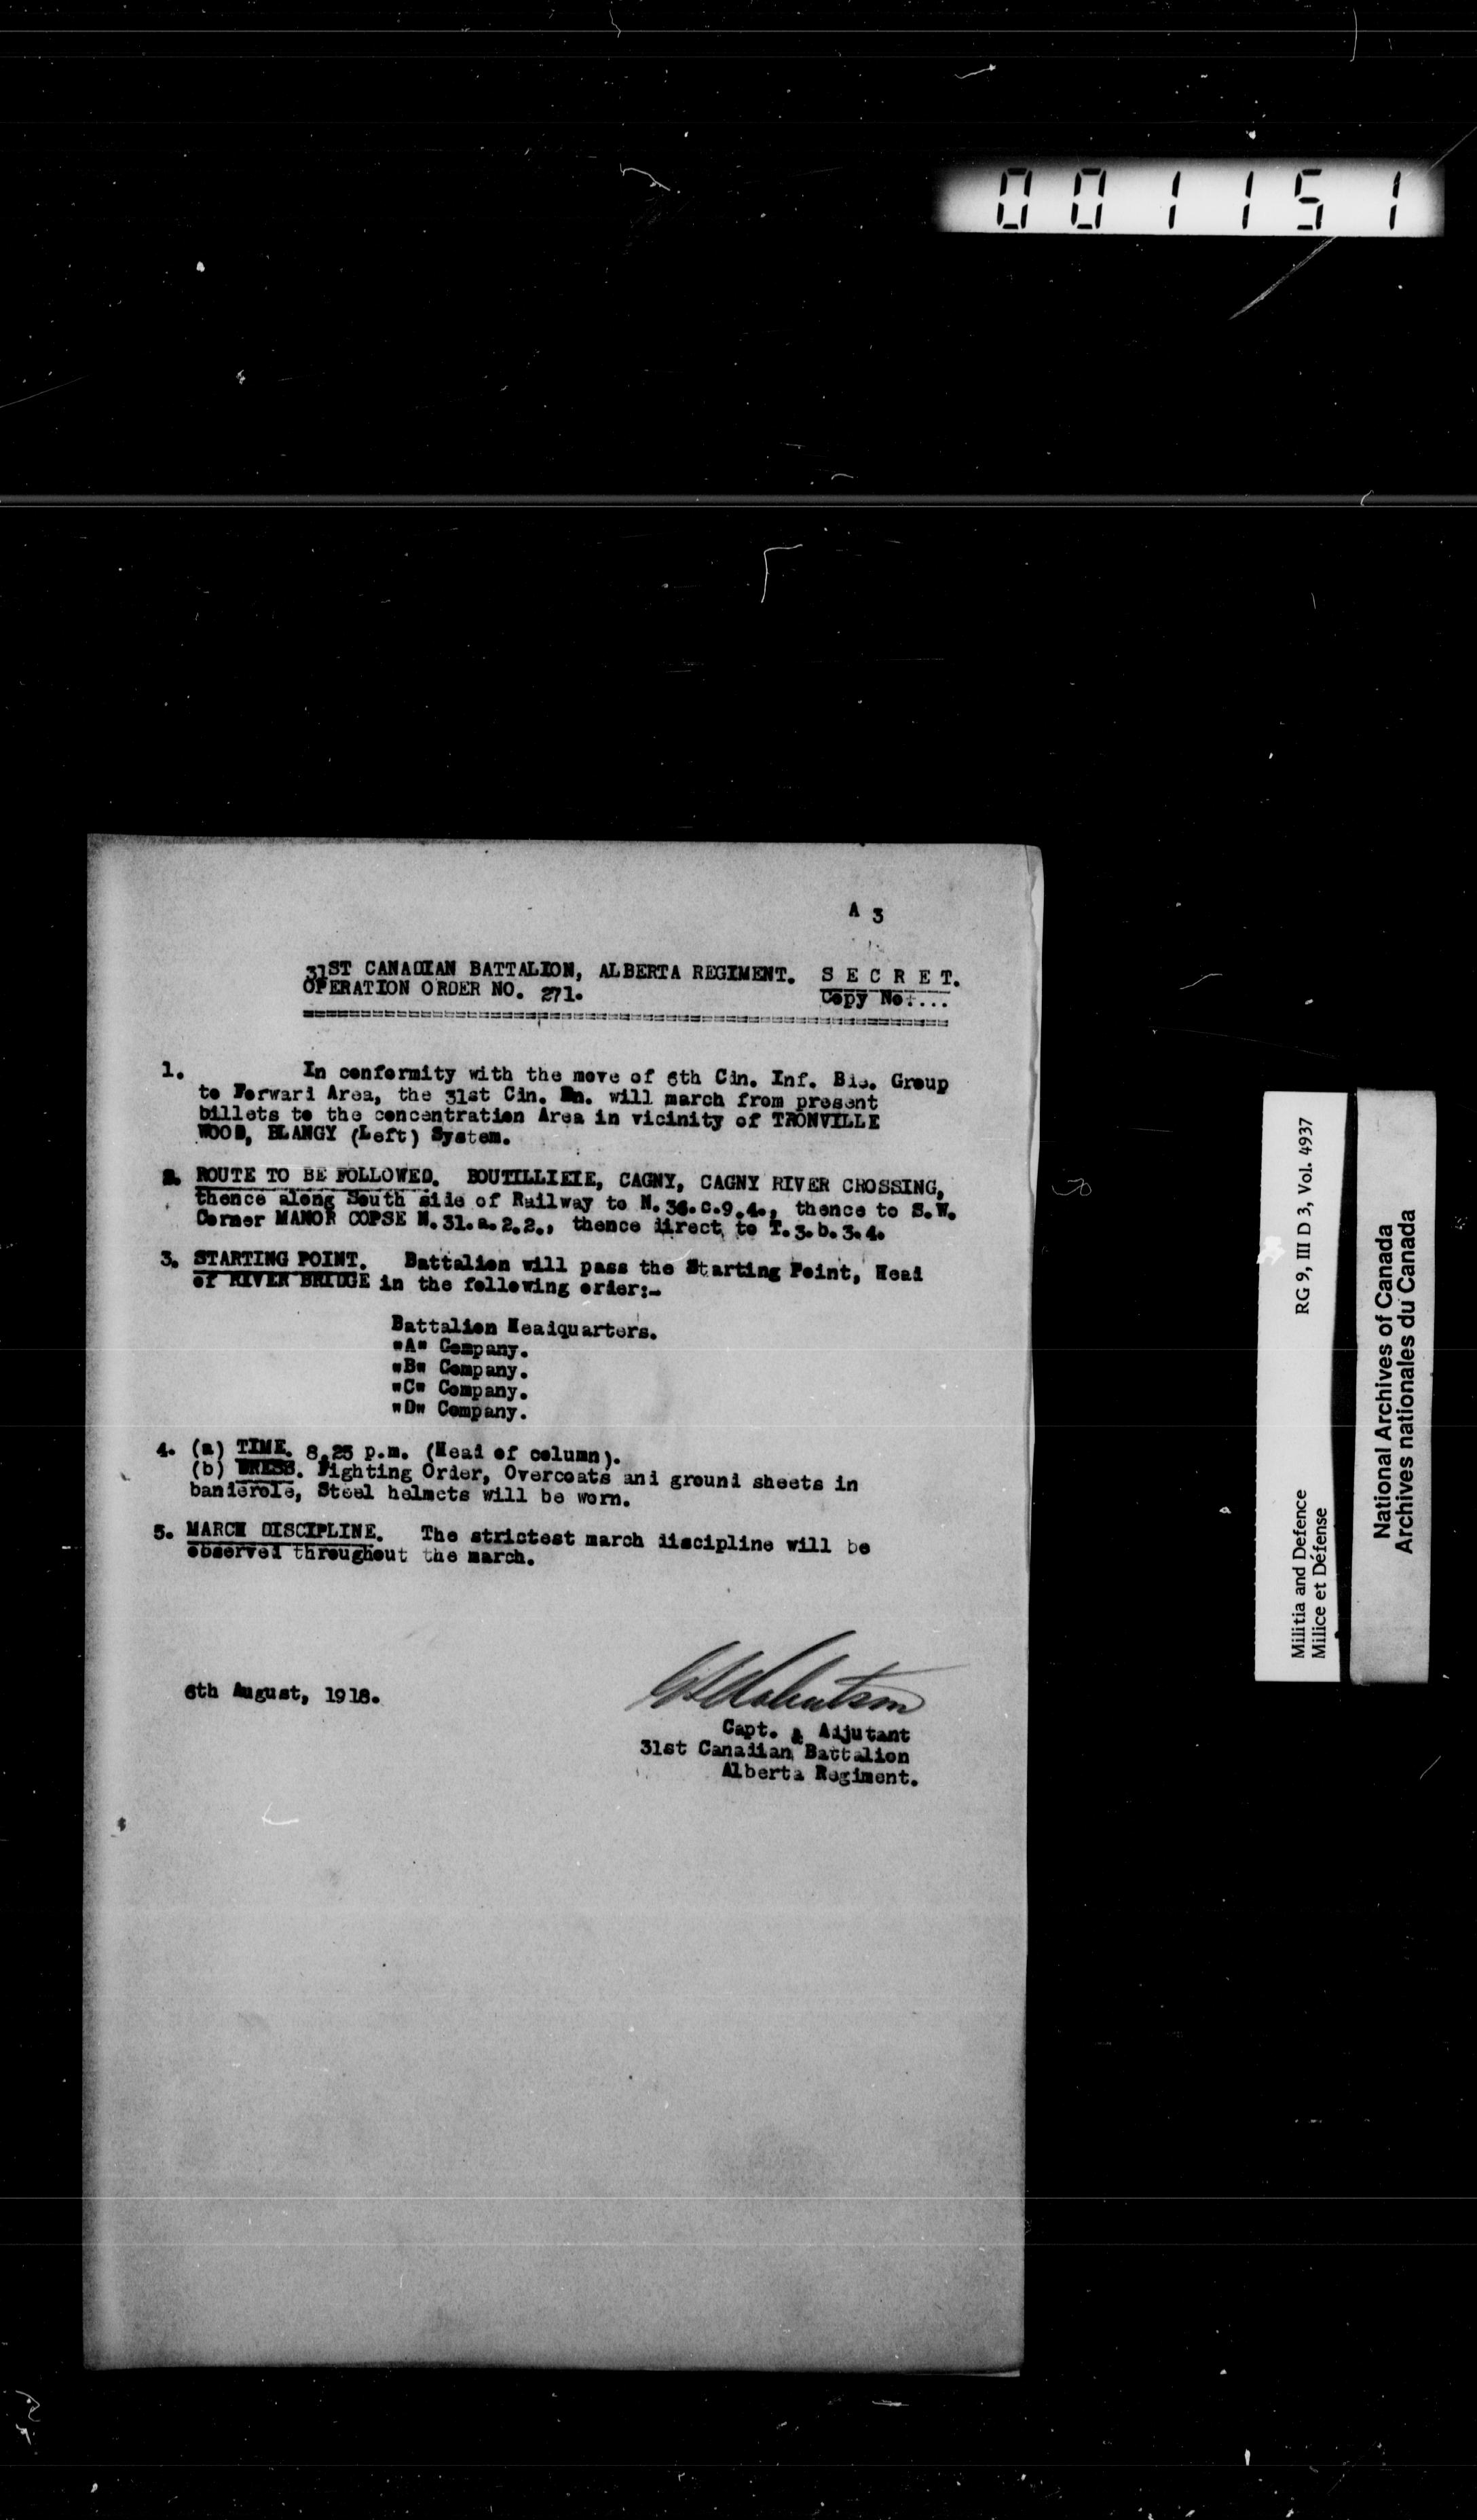 001151
A 3
31ST CANADIAN BATTALION, ALBERTA REGIMENT. S E C R E T.
OPERATION ORDER NO. 271. Copy No....
1. In conformity with the move of 6th Cdn. Inf. Bde. Group
to Forward Area, the 31st Cdn. Bn. will march from present
billets to the concentration Area in vicinity of TRONVILLE
WOOD, BLANGY (Left) System.
2. ROUTE TO BE FOLLOWED. BOUTILLIEIE, CAGNY, CAGNY RIVER CROSSING,
thence along South side of Railway to N.36.c.9.4., thence to S.W.
Corner MANOR COPSE N.31.a.2.2., thence direct to T.3.b.3.4.
3. STARTING POINT. Battalion will pass the Starting Point, Head
of RIVER BRIDGE in the following order:-
Battalion Headquarters.
"A" Company.
"B" Company.
"C" Company.
"D" Company.
4. (a) TIME. 8.25 p.m. (Head of column).
(b) DRESS. Fighting Order, Overcoats and ground sheets in
banderole, Steel helmets will be worn.
5. MARCH DISCIPLINE. The strictest march discipline will be
observed throughout the march.
6th August, 1918.
Robertson
Capt. & Adjutant
31st Canadian Battalion
Alberta Regiment.
Militia and Defence RG 9, III D 3, Vol. 4937
Milice et Défense
National Archives of Canada
Archives nationales du Canada